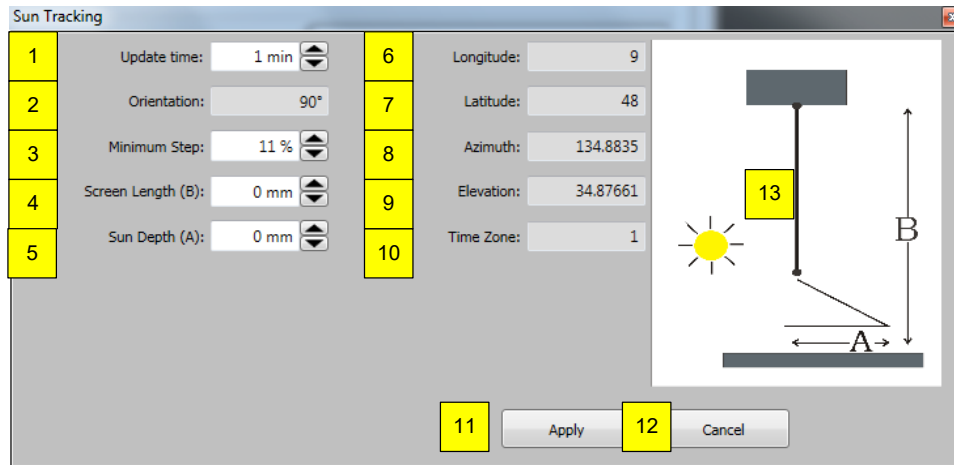 Sun Tracking
1 Update time: 1 min
2 Orientation: 90°
3 Minimum Step: 11 %
4 Screen Length (B): 0 mm
5 Sun Depth (A): 0 mm
6 Longitude: 9
7 Latitude: 48
8 Azimuth: 134.8835
9 Elevation: 34.87661
10 Time Zone: 1
13
B
A
11 Apply
12 Cancel